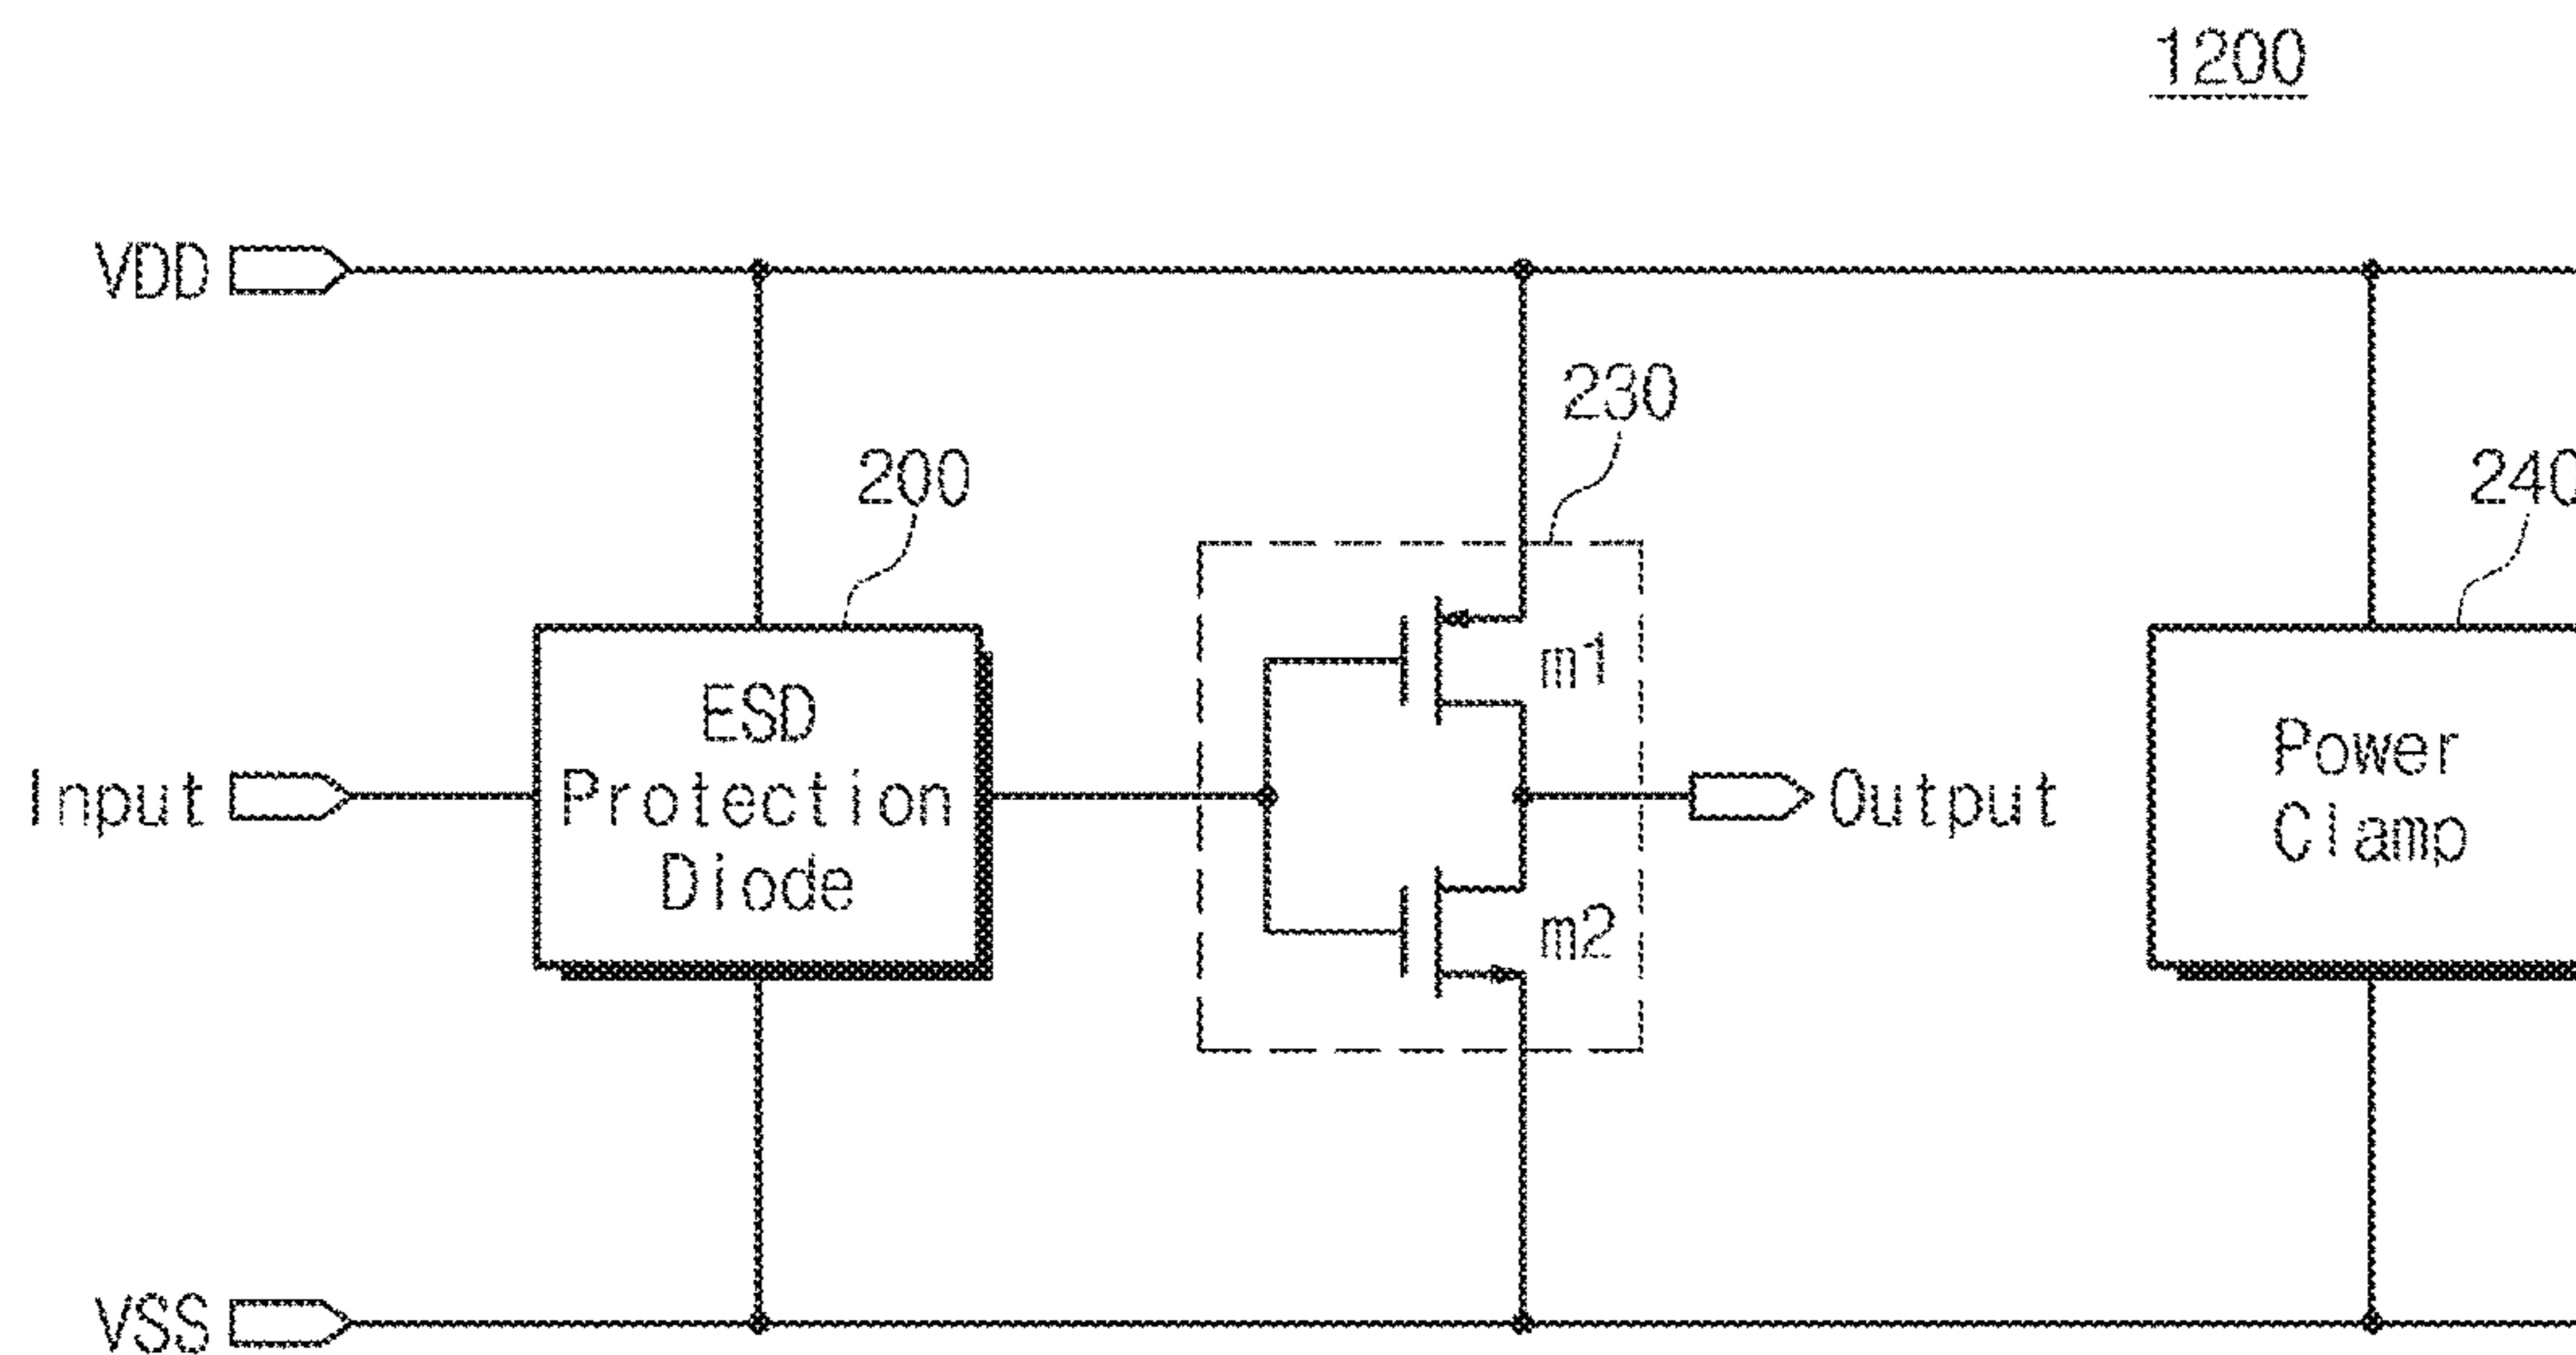 1200
VDD
230
200
240
m1
ESD
Protection
Diode
Input
Output
Power
Clamp
m2
VSS